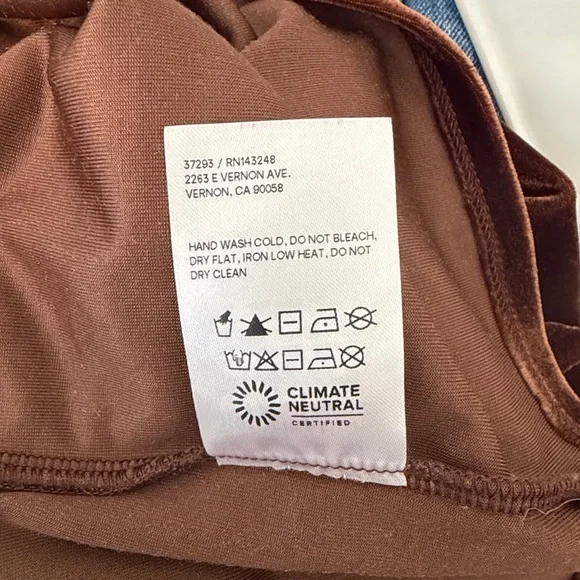 37293 / RN143248
2263 E VERNON AVE.
VERNON, CA 90058
HAND WASH COLD, DO NOT BLEACH,
DRY FLAT, IRON LOW HEAT, DO NOT
DRY CLEAN
CLIMATE
NEUTRAL
CERTIFIED